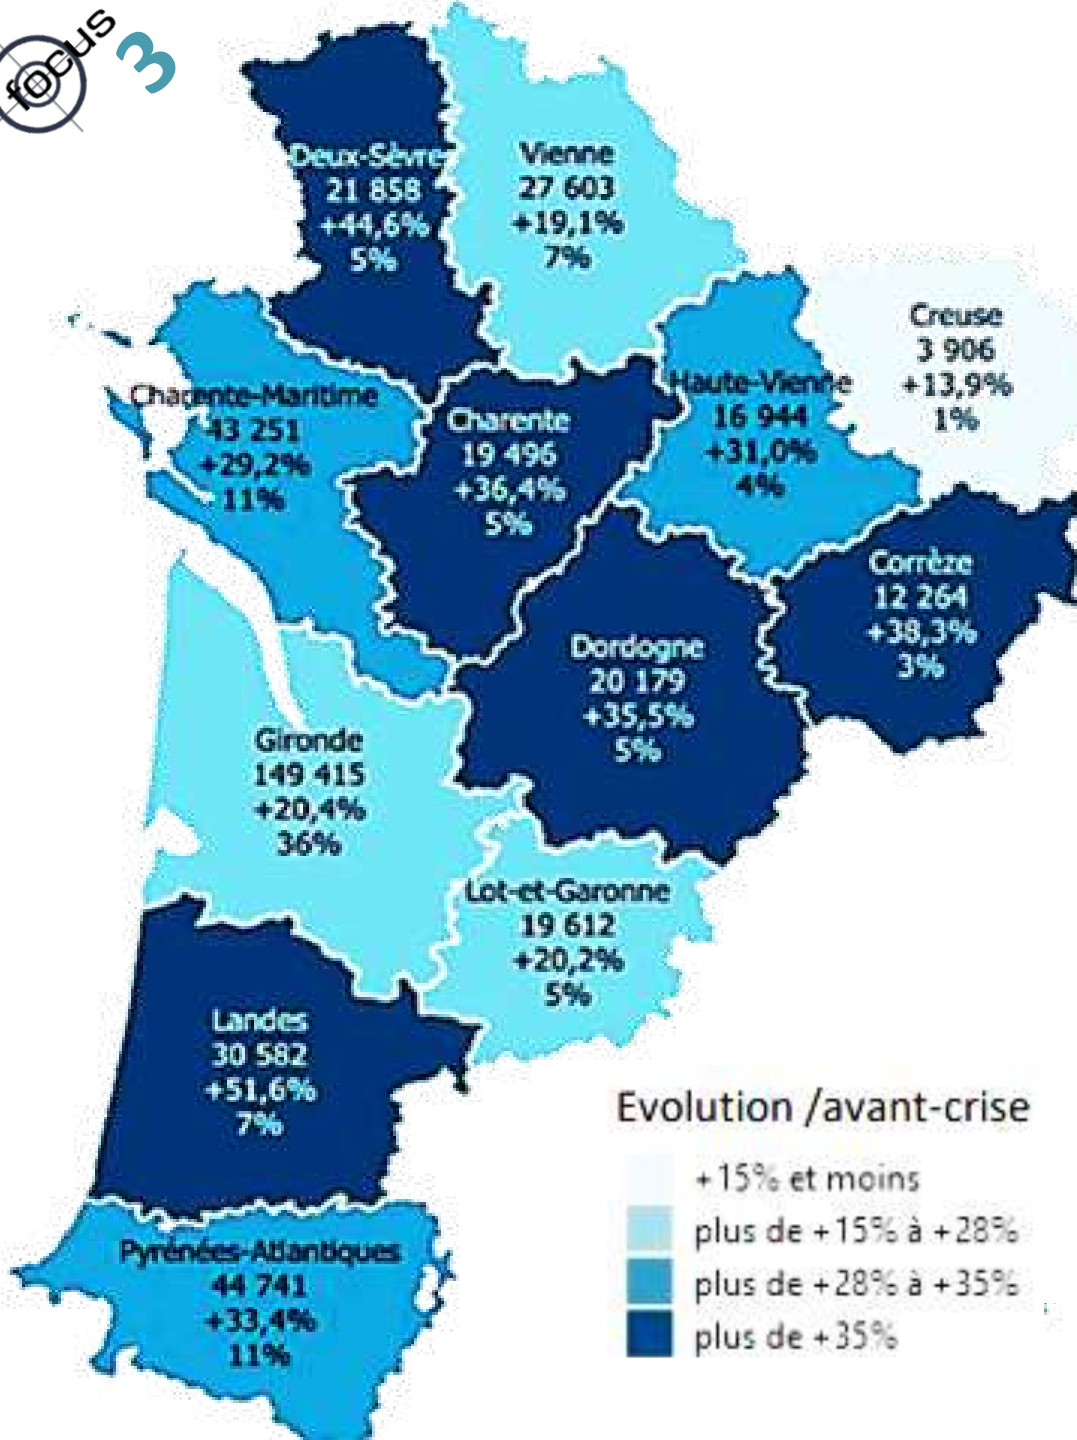 focus
3
Deux-Sèvre
21 858
+44,6%
5%
Vienne
27 603
+19,1%
7%
Creuse
3 906
+13,9%
1%
Haute-Vienne
16 944
+31,0%
4%
Charente-Maritime
43 251
+29,2%
11%
Charente
19 496
+36,4%
5%
Corrèze
12 264
+38,3%
3%
Dordogne
20 179
+35,5%
5%
Gironde
149 415
+20,4%
36%
Lot-et-Garonne
19 612
+20,2%
5%
Landes
30 582
+51,6%
7%
Pyrénées-Atlantiques
44 741
+33,4%
11%
Evolution /avant-crise
+15% et moins
plus de +15% à +28%
plus de +28% à +35%
plus de +35%